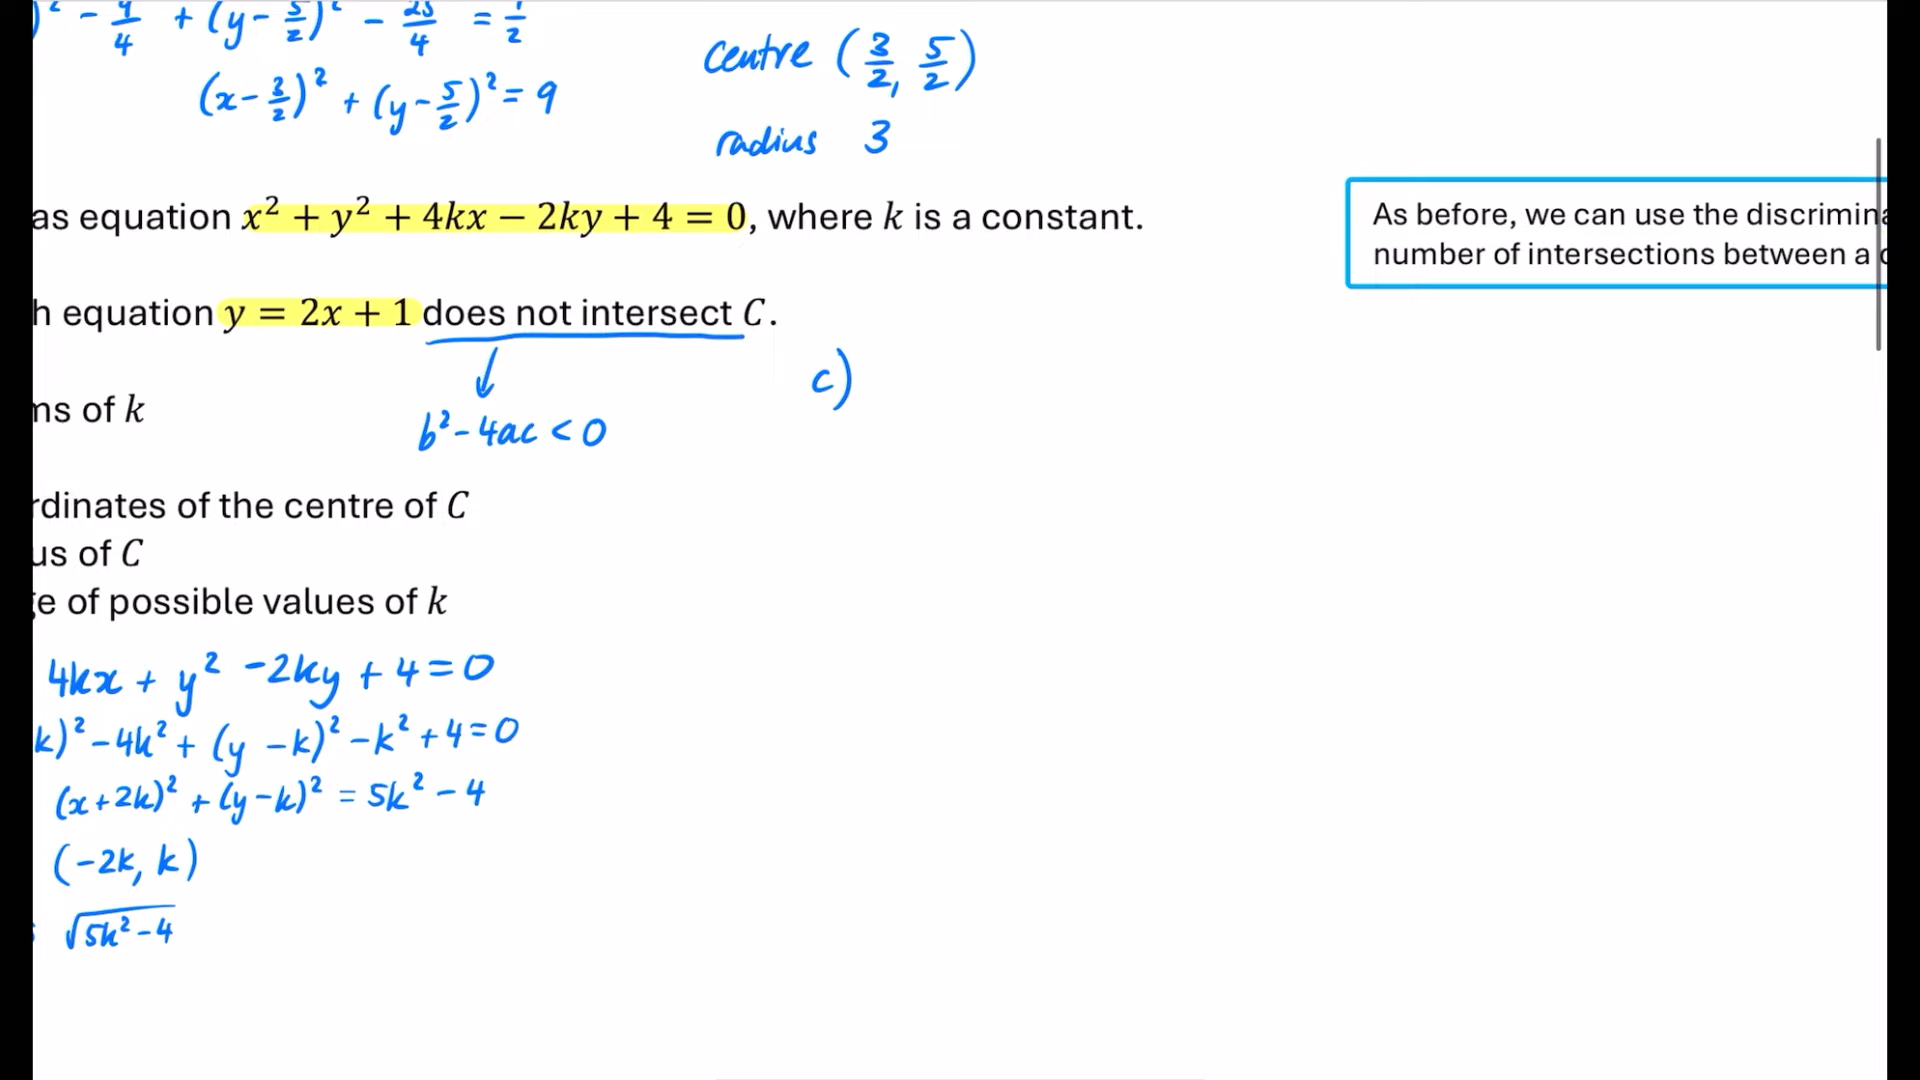 )² - 9/4 + (y - 5/2)² - 25/4 = 1/2
(x - 3/2)² + (y - 5/2)² = 9
centre (3/2, 5/2)
radius 3
as equation x² + y² + 4kx − 2ky + 4 = 0, where k is a constant.
As before, we can use the discrimina
number of intersections between a c
h equation y = 2x + 1 does not intersect C.
c)
ms of k
b² - 4ac < 0
rdinates of the centre of C
us of C
ge of possible values of k
4kx + y² - 2ky + 4 = 0
k)² - 4k² + (y - k)² - k² + 4 = 0
(x + 2k)² + (y - k)² = 5k² - 4
(-2k, k)
√(5k² - 4)